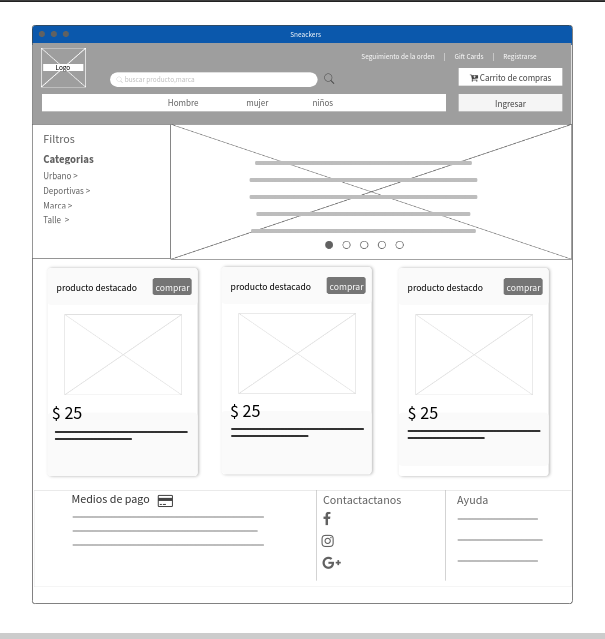 Sneackers
Logo
Seguimiento de la orden | Gift Cards | Registrarse
buscar producto,marca
Carrito de compras
Hombre mujer niños
Ingresar
Filtros
Categorias
Urbano >
Deportivas >
Marca >
Talle >
producto destacado comprar
$ 25
producto destacado comprar
$ 25
producto destacdo comprar
$ 25
Medios de pago
Contactactanos
Ayuda